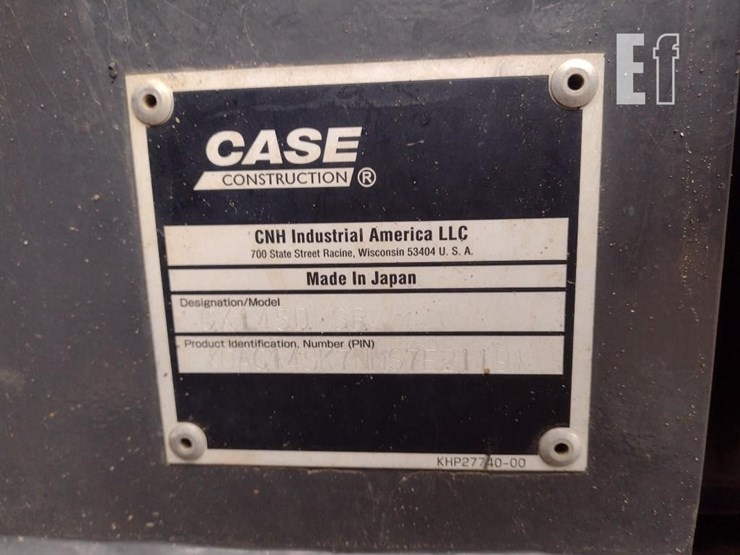 Ef
CASE
CONSTRUCTION ®
CNH Industrial America LLC
700 State Street Racine, Wisconsin 53404 U. S. A.
Made In Japan
Designation/Model
Product Identification, Number (PIN)
KHP27740-00